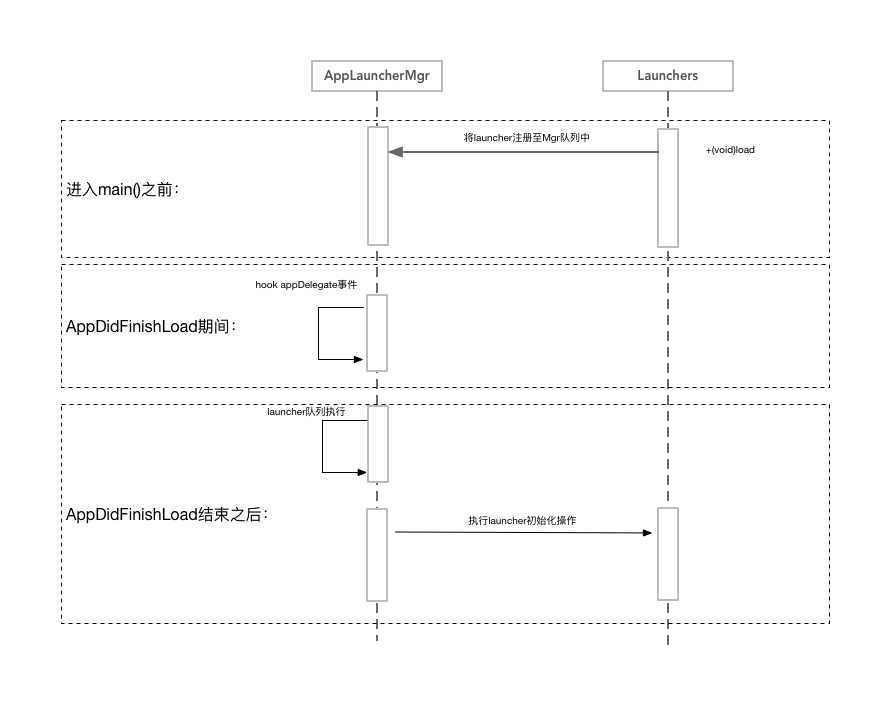 AppLauncherMgr
Launchers
将launcher注册至Mgr队列中
+(void)load
进入main()之前：
hook appDelegate事件
AppDidFinishLoad期间：
launcher队列执行
AppDidFinishLoad结束之后：
执行launcher初始化操作